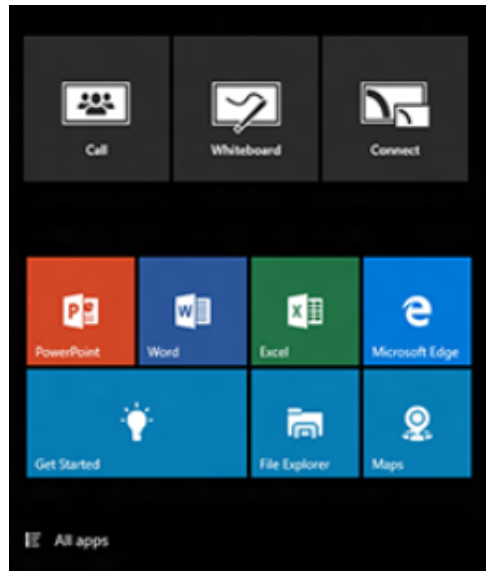 Call
Whiteboard
Connect
PowerPoint
Word
Excel
Microsoft Edge
Get Started
File Explorer
Maps
All apps